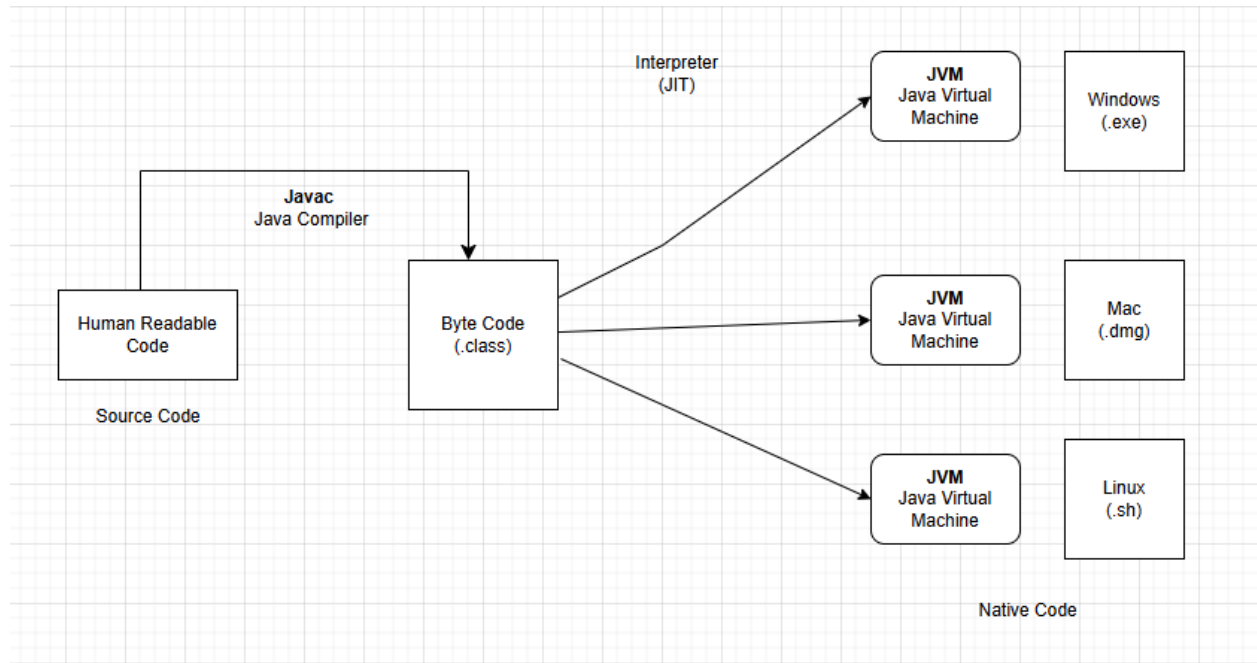 Interpreter
(JIT)
JVM
Java Virtual
Machine
Windows
(.exe)
Javac
Java Compiler
Human Readable
Code
Source Code
Byte Code
(.class)
JVM
Java Virtual
Machine
Mac
(.dmg)
JVM
Java Virtual
Machine
Linux
(.sh)
Native Code